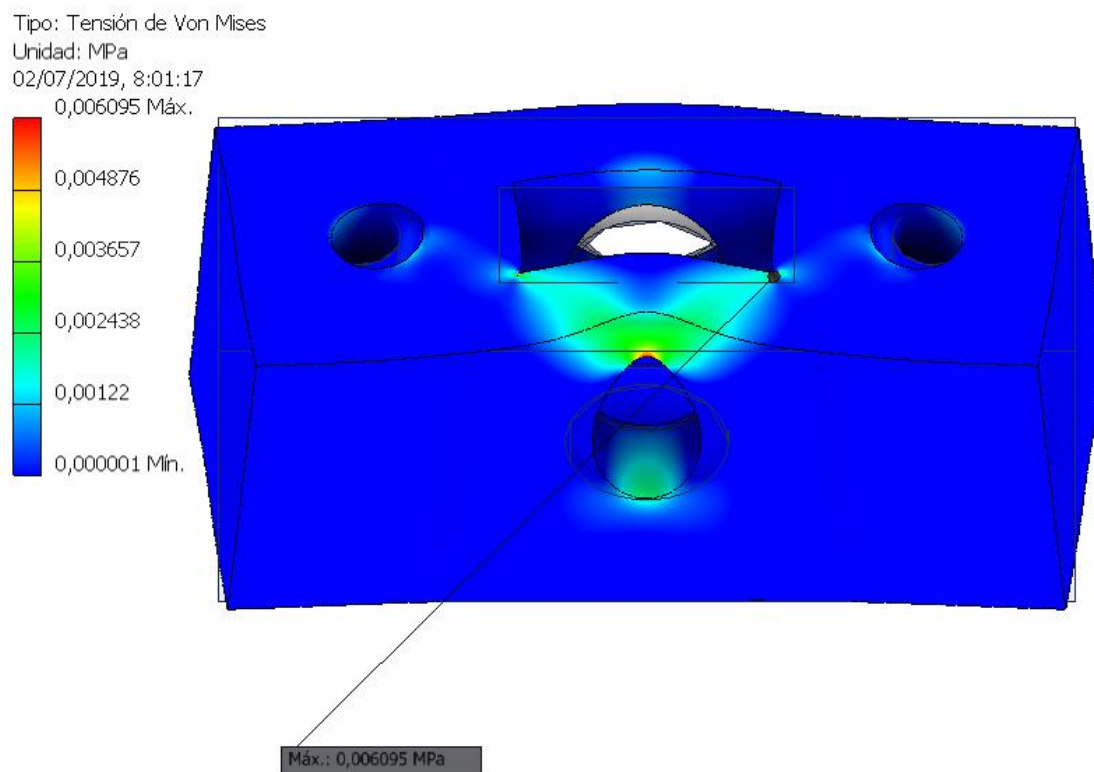 Tipo: Tensión de Von Mises
Unidad: MPa
02/07/2019, 8:01:17
0,006095 Máx.
0,004876
0,003657
0,002438
0,00122
0,000001 Mín.
Máx.: 0,006095 MPa